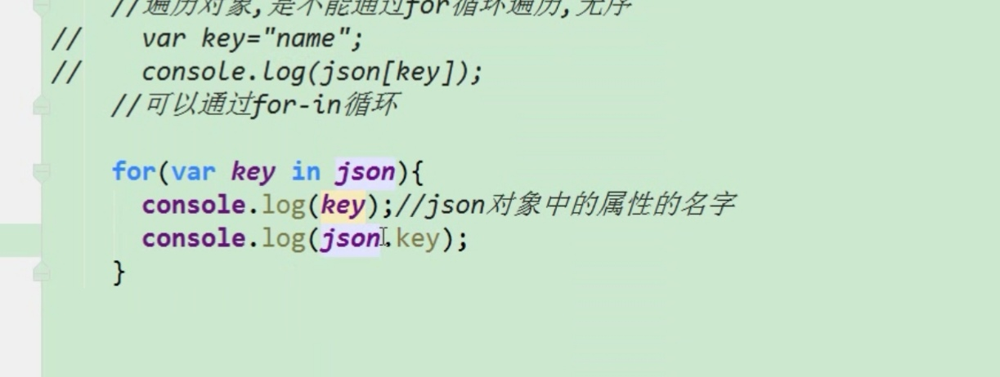 //遍历对象,是不能通过for循环遍历,无序
//    var key="name";
//    console.log(json[key]);
//可以通过for-in循环
for(var key in json){
console.log(key);//json对象中的属性的名字
console.log(json.key);
}